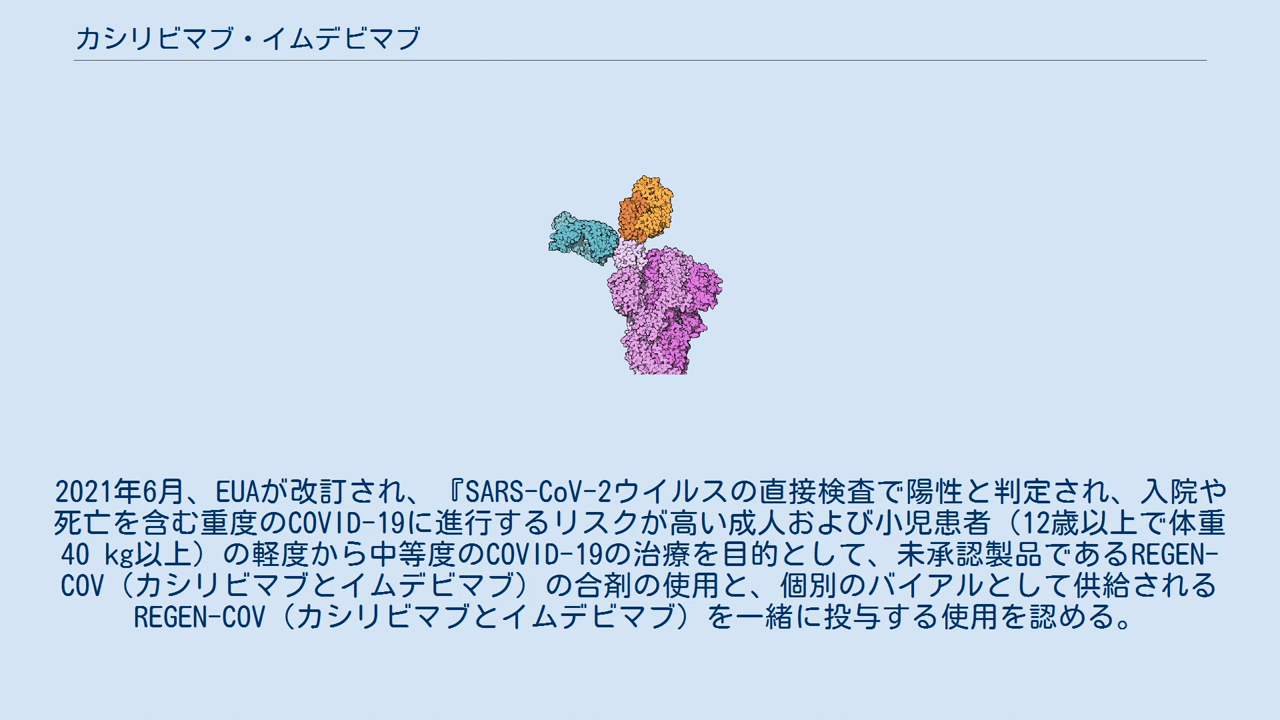 カシリビマブ・イムデビマブ
2021年6月、EUAが改訂され、『SARS-CoV-2ウイルスの直接検査で陽性と判定され、入院や
死亡を含む重度のCOVID-19に進行するリスクが高い成人および小児患者（12歳以上で体重
40 kg以上）の軽度から中等度のCOVID-19の治療を目的として、未承認製品であるREGEN-
COV（カシリビマブとイムデビマブ）の合剤の使用と、個別のバイアルとして供給される
REGEN-COV（カシリビマブとイムデビマブ）を一緒に投与する使用を認める。